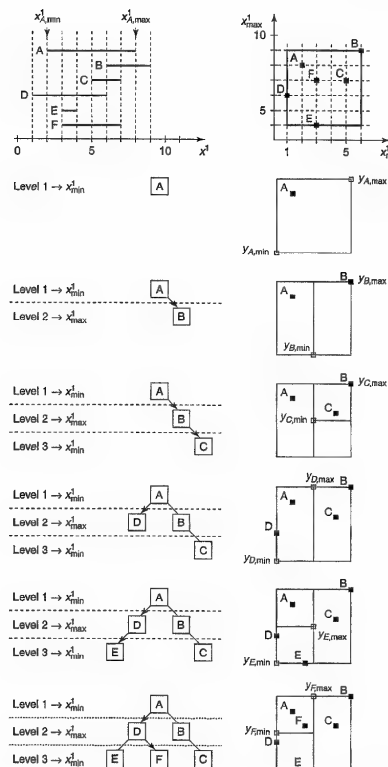 x¹A,min x¹A,max
A
B
C
D
E
F
0 5 10 x¹
x¹max
10
5
B
A
F
C
D
E
1 5 x¹min
Level 1 → x¹min
A
A
yA,max
yA,min
Level 1 → x¹min
Level 2 → x¹max
A
B
A
B
yB,max
yB,min
Level 1 → x¹min
Level 2 → x¹max
Level 3 → x¹min
A
B
C
A
B
C
yC,max
yC,min
Level 1 → x¹min
Level 2 → x¹max
Level 3 → x¹min
A
D B
C
yD,max
B
A
C
D
yD,min
Level 1 → x¹min
Level 2 → x¹max
Level 3 → x¹min
A
D B
E C
B
A
C
D
yE,max
yE,min
E
Level 1 → x¹min
Level 2 → x¹max
Level 3 → x¹min
A
D B
E F C
yF,max
B
A
F
C
yF,min
D
E